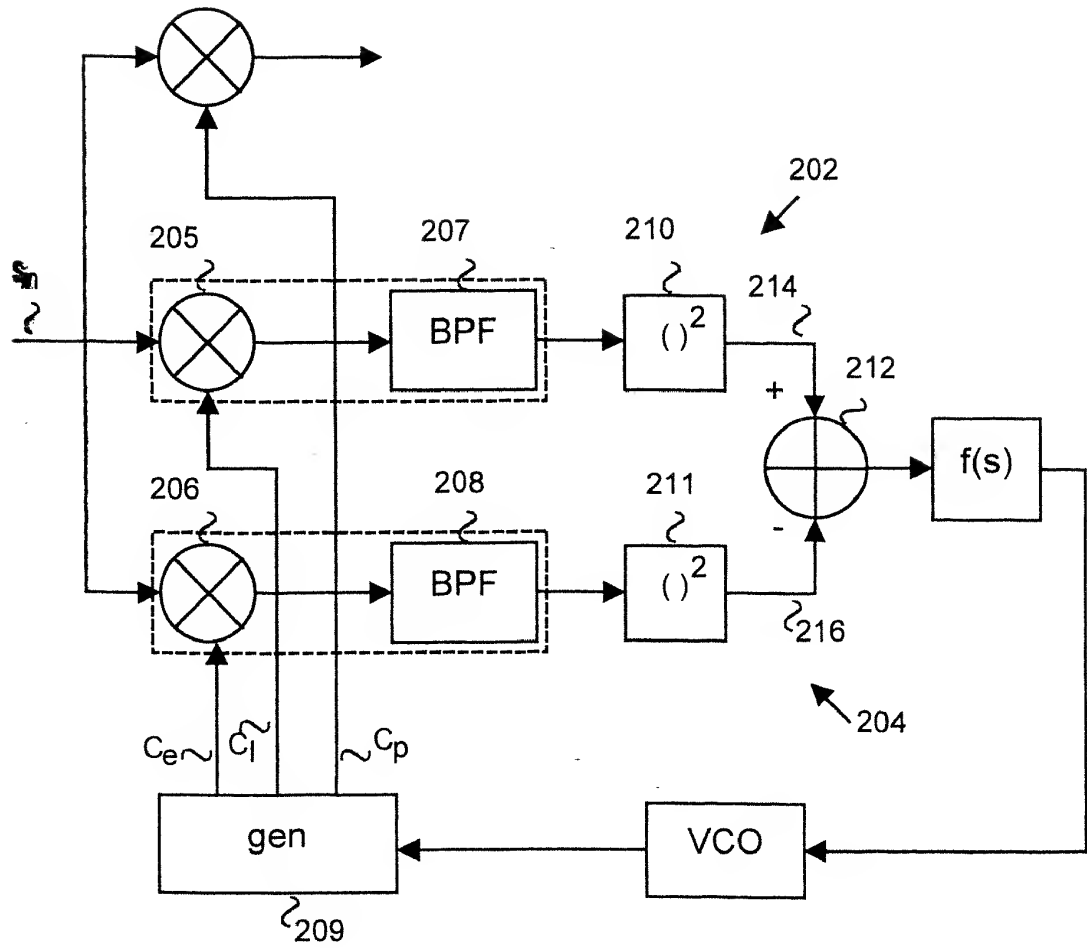 202
205
207
210
214
BPF
( )²
+
212
f(s)
206
208
211
-
BPF
( )²
216
204
Cₑ
Cₗ
Cₚ
gen
VCO
209